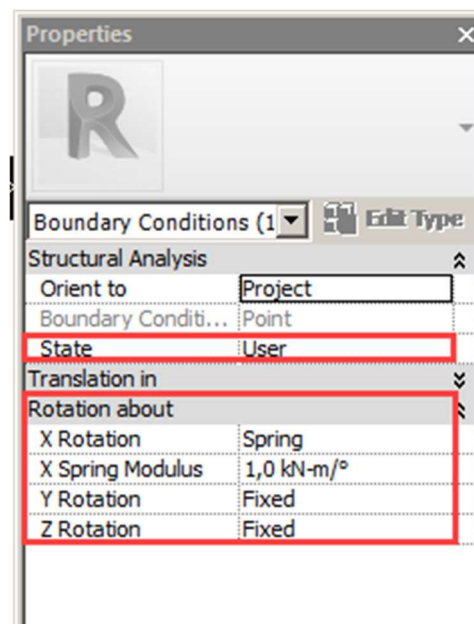 Properties
R
Boundary Conditions (1 Edit Type
Structural Analysis
Orient to Project
Boundary Conditi... Point
State User
Translation in
Rotation about
X Rotation Spring
X Spring Modulus 1,0 kN-m/°
Y Rotation Fixed
Z Rotation Fixed